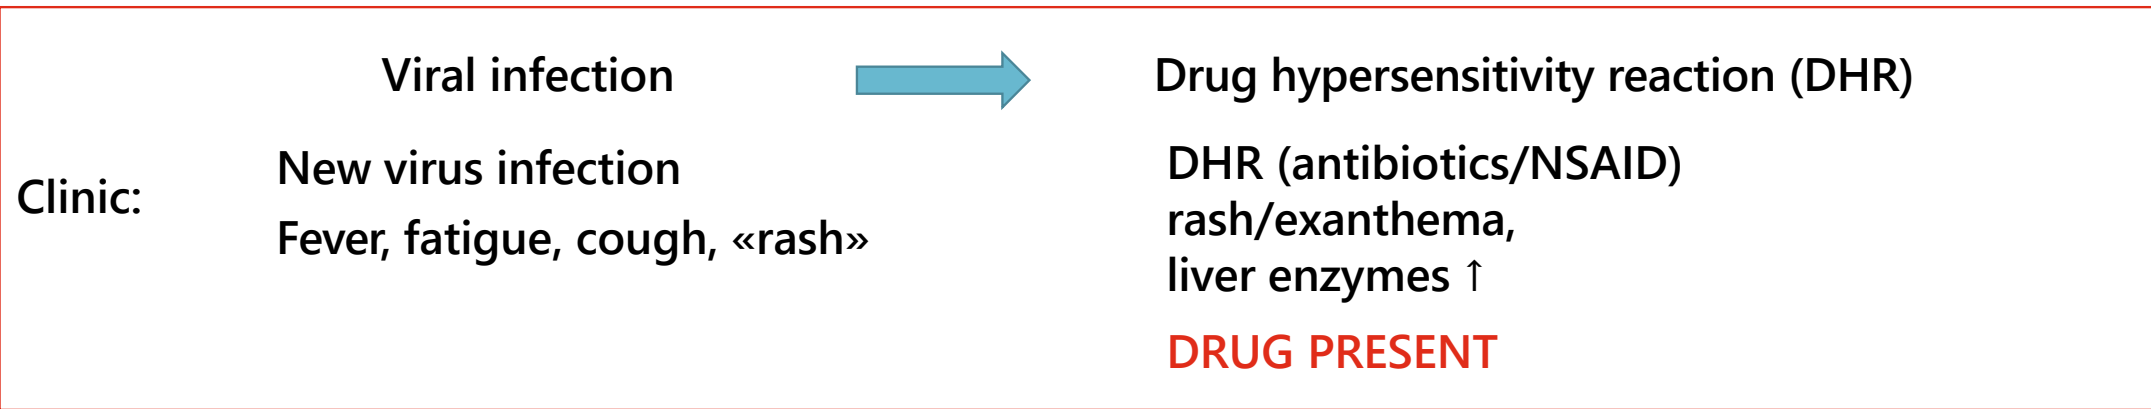 Viral infection
Drug hypersensitivity reaction (DHR)
Clinic:
New virus infection
Fever, fatigue, cough, «rash»
DHR (antibiotics/NSAID)
rash/exanthema,
liver enzymes ↑
DRUG PRESENT